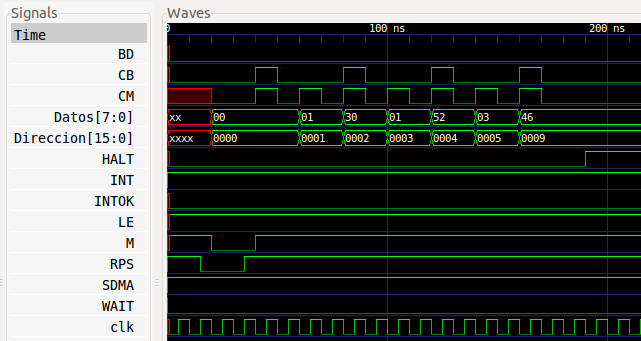 Signals Waves
Time 0 100 ns 200 ns
BD
CB
CM
Datos[7:0] xx 00 01 30 01 52 03 46
Direccion[15:0] xxxx 0000 0001 0002 0003 0004 0005 0009
HALT
INT
INTOK
LE
M
RPS
SDMA
WAIT
clk